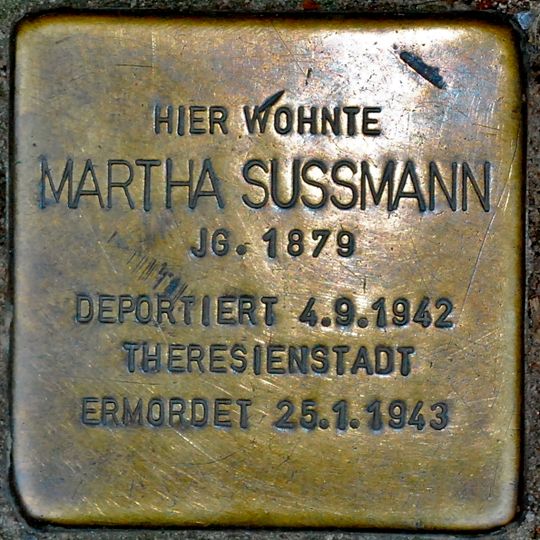 HIER WOHNTE
MARTHA SUSSMANN
JG. 1879
DEPORTIERT 4.9.1942
THERESIENSTADT
ERMORDET 25.1.1943